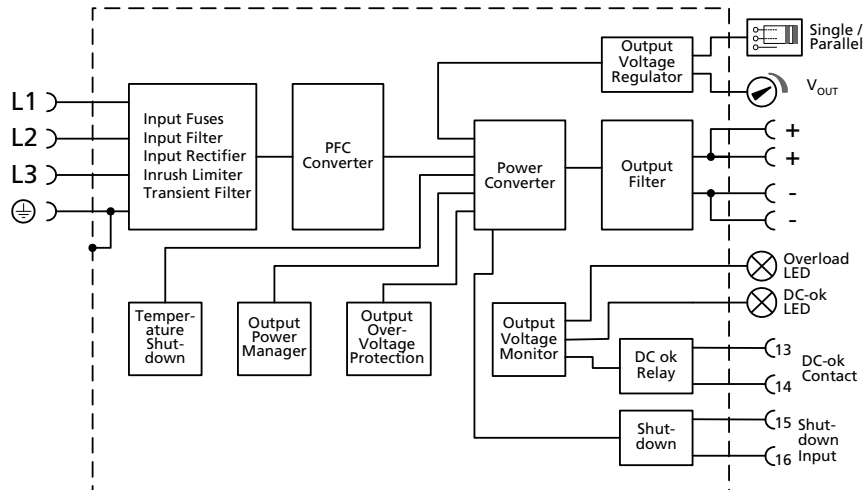 L1
L2
L3
Input Fuses
Input Filter
Input Rectifier
Inrush Limiter
Transient Filter
PFC
Converter
Power
Converter
Output
Voltage
Regulator
Output
Filter
Single /
Parallel
VOUT
+
+
-
-
Temper-
ature
Shut-
down
Output
Power
Manager
Output
Over-
Voltage
Protection
Output
Voltage
Monitor
Overload
LED
DC-ok
LED
DC ok
Relay
13
14
DC-ok
Contact
Shut-
down
15
16
Shut-
down
Input